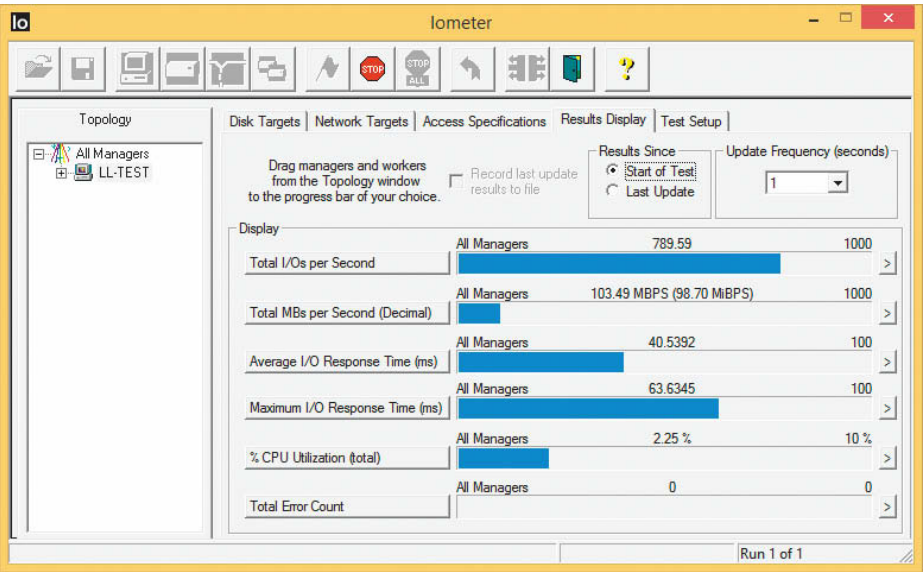 Io
Iometer
STOP
STOP ALL
?
Topology
All Managers
LL-TEST
Disk Targets
Network Targets
Access Specifications
Results Display
Test Setup
Drag managers and workers
from the Topology window
to the progress bar of your choice.
Record last update
results to file
Results Since
Start of Test
Last Update
Update Frequency (seconds)
1
Display
All Managers 789.59 1000
Total I/Os per Second >
All Managers 103.49 MBPS (98.70 MiBPS) 1000
Total MBs per Second (Decimal) >
All Managers 40.5392 100
Average I/O Response Time (ms) >
All Managers 63.6345 100
Maximum I/O Response Time (ms) >
All Managers 2.25 % 10 %
% CPU Utilization (total) >
All Managers 0 0
Total Error Count >
Run 1 of 1